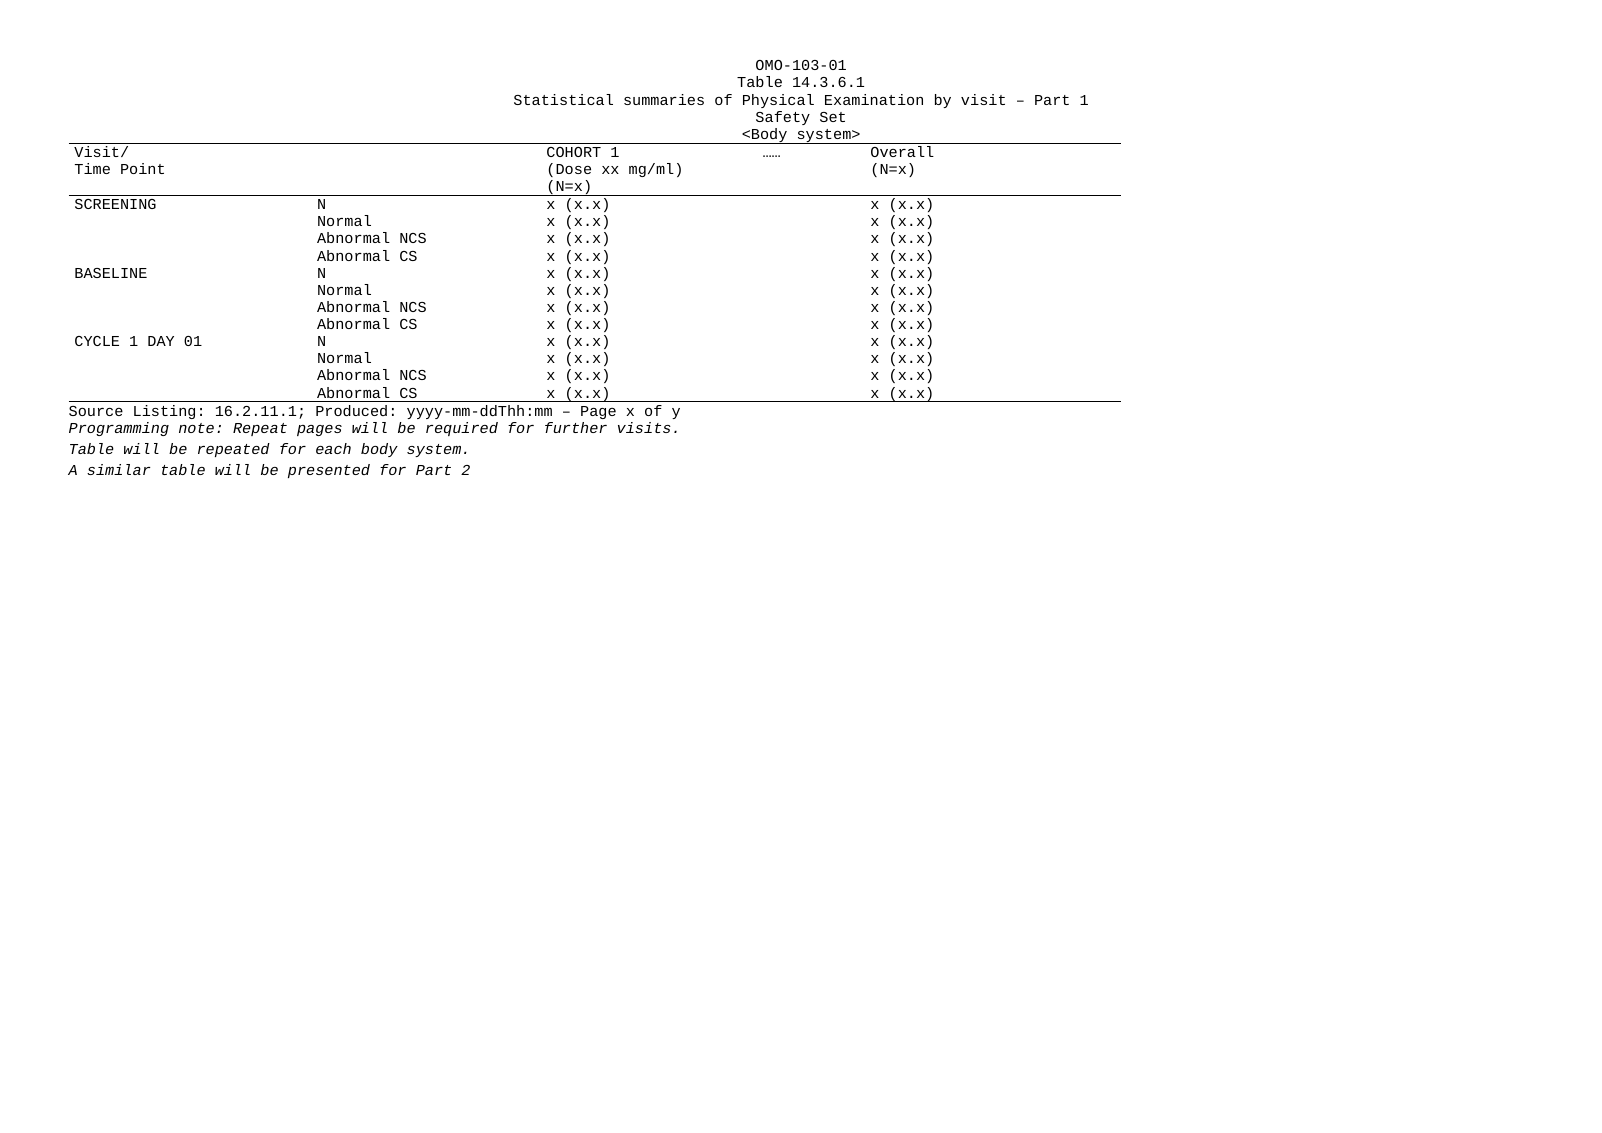 OMO-103-01
Table 14.3.6.1
Statistical summaries of Physical Examination by visit – Part 1
Safety Set
<Body system>
Visit/ COHORT 1 …… Overall
Time Point (Dose xx mg/ml) (N=x)
(N=x)
SCREENING N x (x.x) x (x.x)
Normal x (x.x) x (x.x)
Abnormal NCS x (x.x) x (x.x)
Abnormal CS x (x.x) x (x.x)
BASELINE N x (x.x) x (x.x)
Normal x (x.x) x (x.x)
Abnormal NCS x (x.x) x (x.x)
Abnormal CS x (x.x) x (x.x)
CYCLE 1 DAY 01 N x (x.x) x (x.x)
Normal x (x.x) x (x.x)
Abnormal NCS x (x.x) x (x.x)
Abnormal CS x (x.x) x (x.x)
Source Listing: 16.2.11.1; Produced: yyyy-mm-ddThh:mm – Page x of y
Programming note: Repeat pages will be required for further visits.
Table will be repeated for each body system.
A similar table will be presented for Part 2